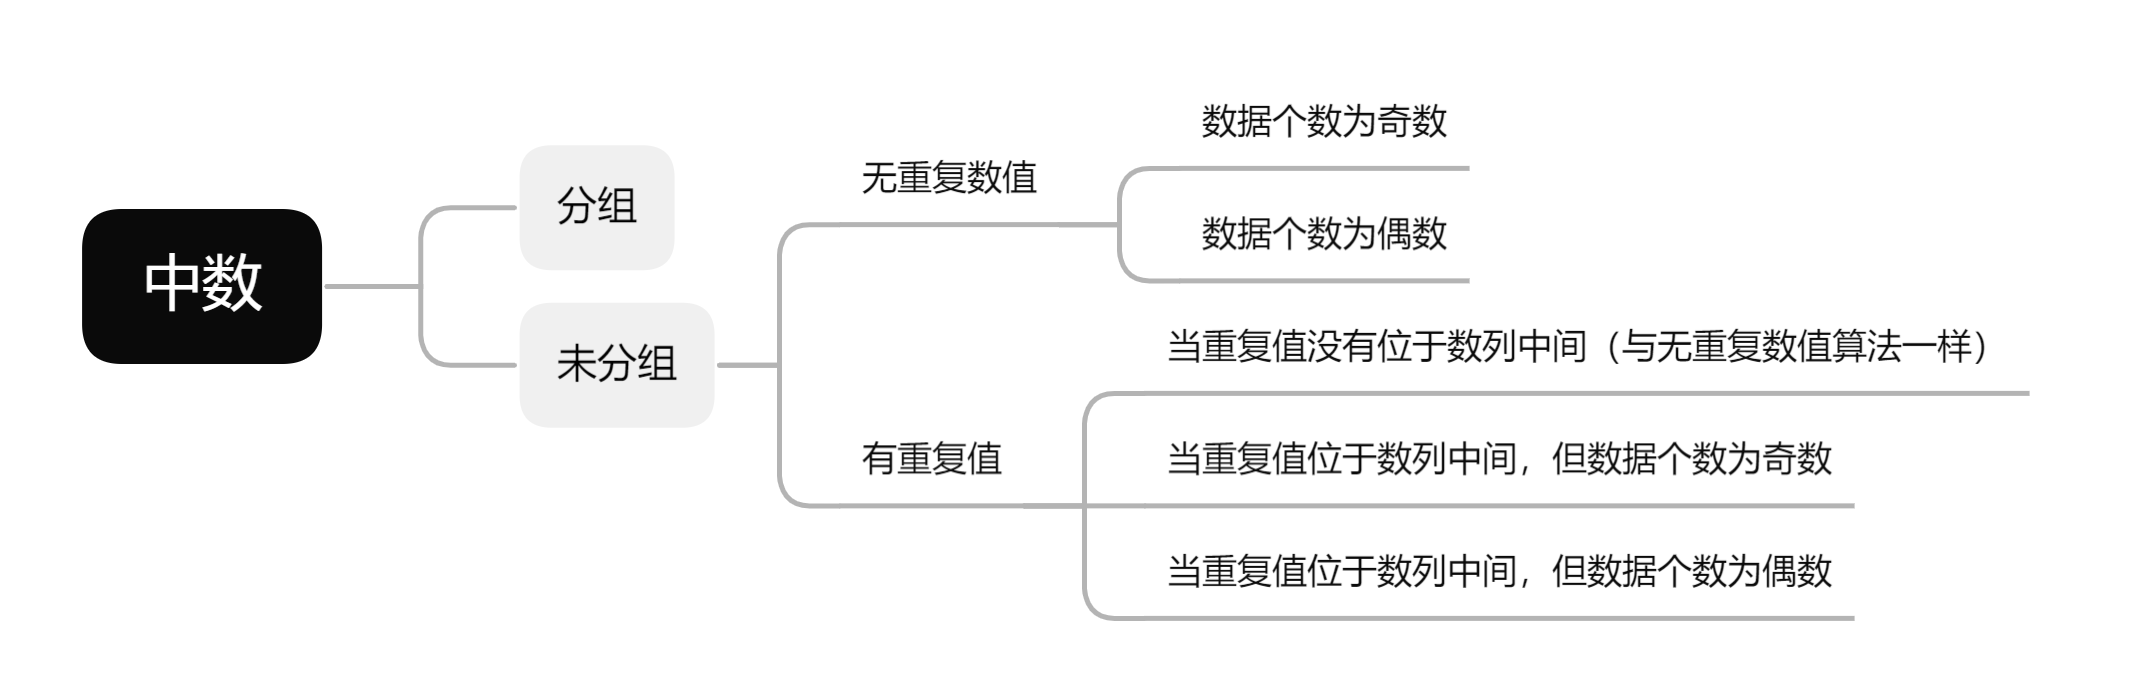 中数
分组
未分组
无重复数值
数据个数为奇数
数据个数为偶数
有重复值
当重复值没有位于数列中间（与无重复数值算法一样）
当重复值位于数列中间，但数据个数为奇数
当重复值位于数列中间，但数据个数为偶数